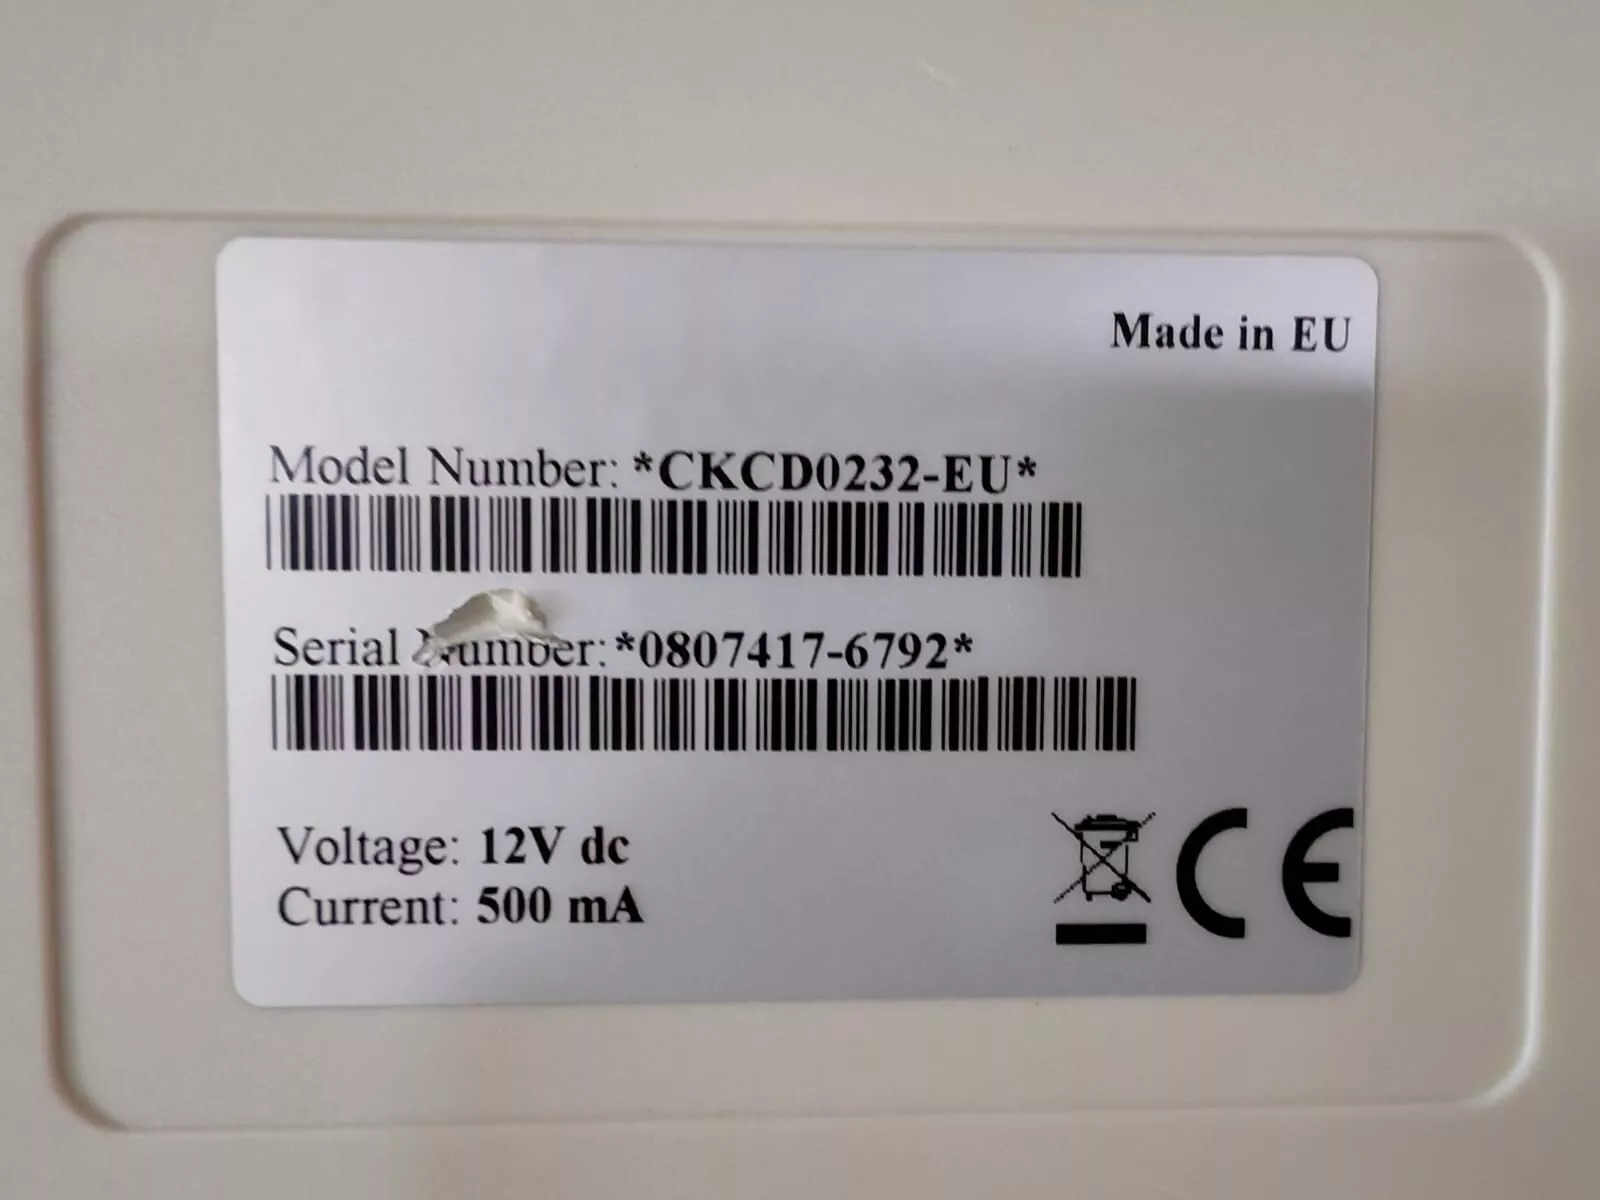 Made in EU
Model Number: *CKCD0232-EU*
Serial Number: *0807417-6792*
Voltage: 12V dc
Current: 500 mA
CE